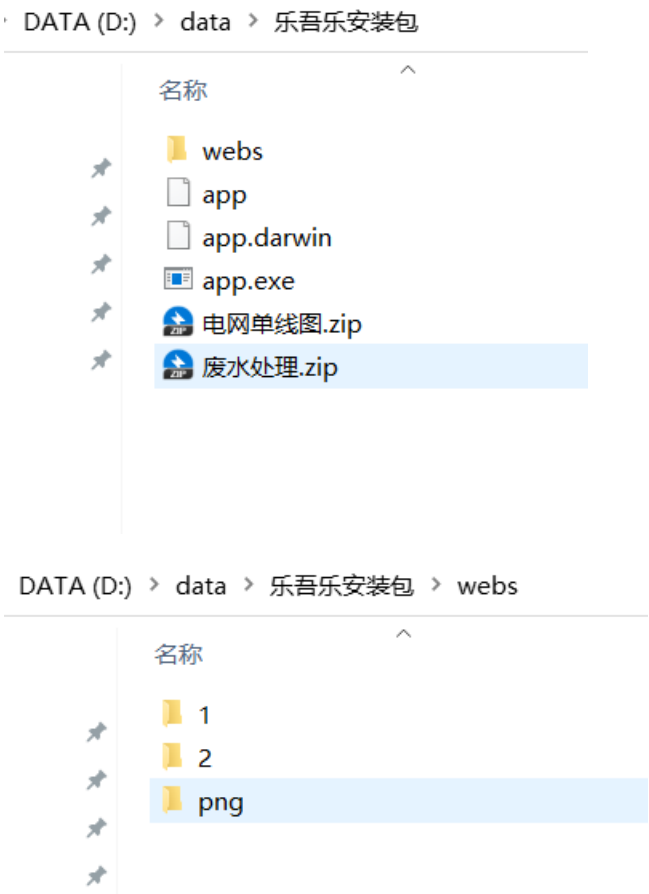 DATA (D:) > data > 乐吾乐安装包
名称
webs
app
app.darwin
app.exe
电网单线图.zip
废水处理.zip
DATA (D:) > data > 乐吾乐安装包 > webs
名称
1
2
png